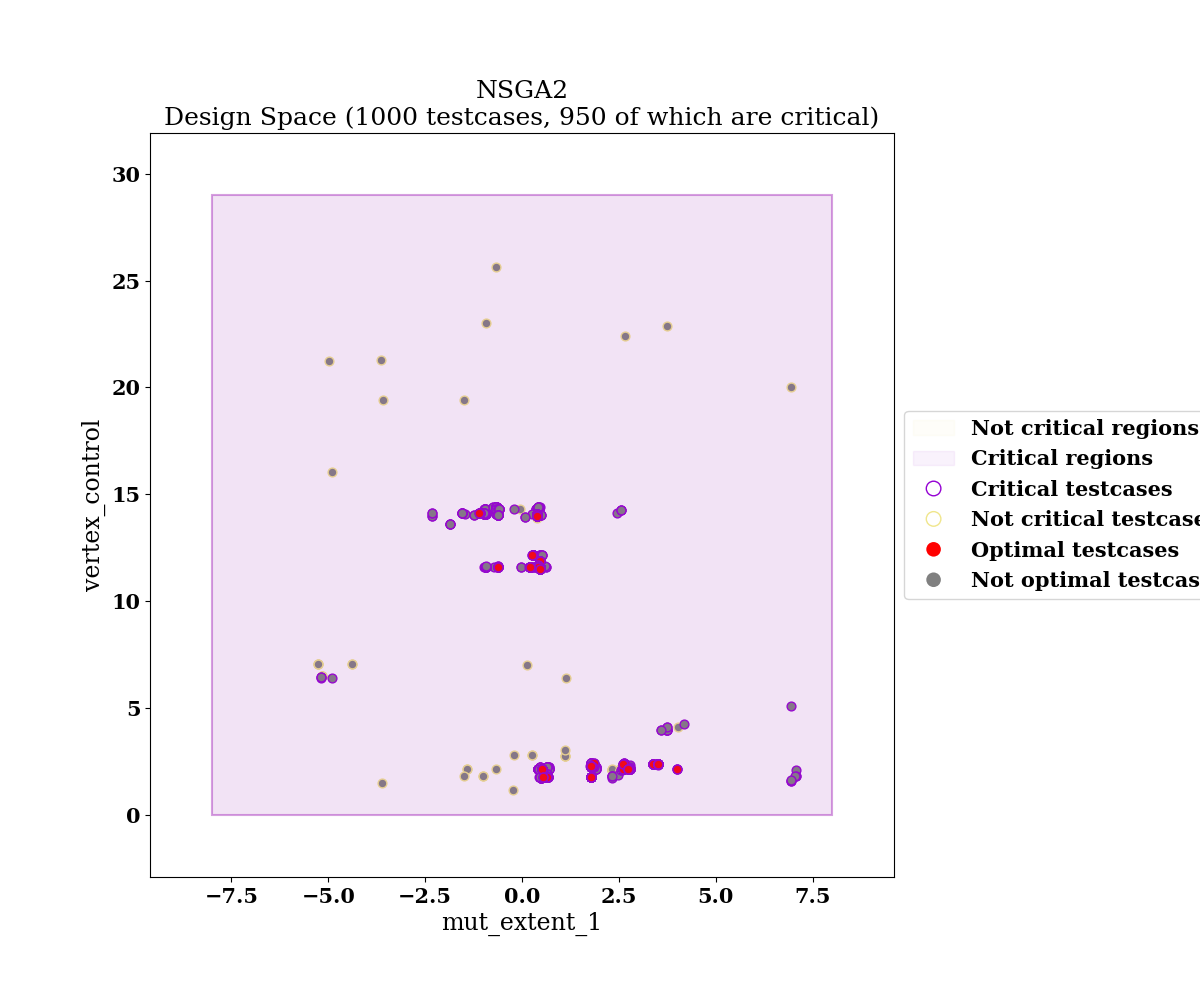 NSGA2
Design Space (1000 testcases, 950 of which are critical)
30
25
20
15
10
5
0
vertex_control
−7.5 −5.0 −2.5 0.0 2.5 5.0 7.5
mut_extent_1
Not critical regions
Critical regions
Critical testcases
Not critical testcase
Optimal testcases
Not optimal testcas